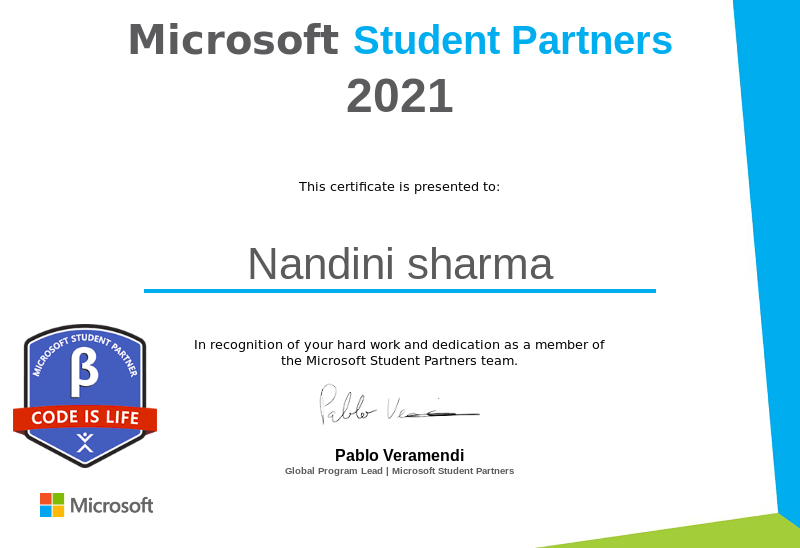 Microsoft Student Partners
2021
This certificate is presented to:
Nandini sharma
In recognition of your hard work and dedication as a member of
the Microsoft Student Partners team.
Pablo Veramendi
Global Program Lead | Microsoft Student Partners
MICROSOFT STUDENT PARTNER
β
CODE IS LIFE
Microsoft